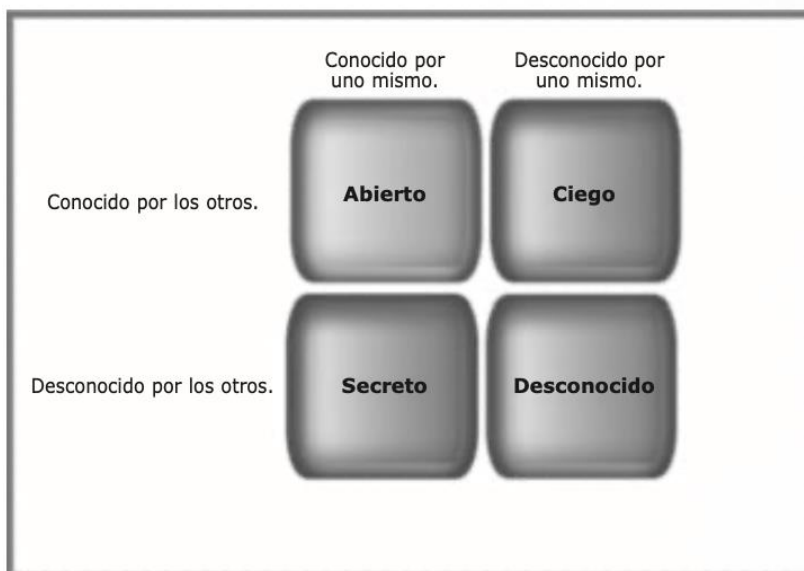 Conocido por
uno mismo.
Desconocido por
uno mismo.
Conocido por los otros.
Abierto
Ciego
Desconocido por los otros.
Secreto
Desconocido